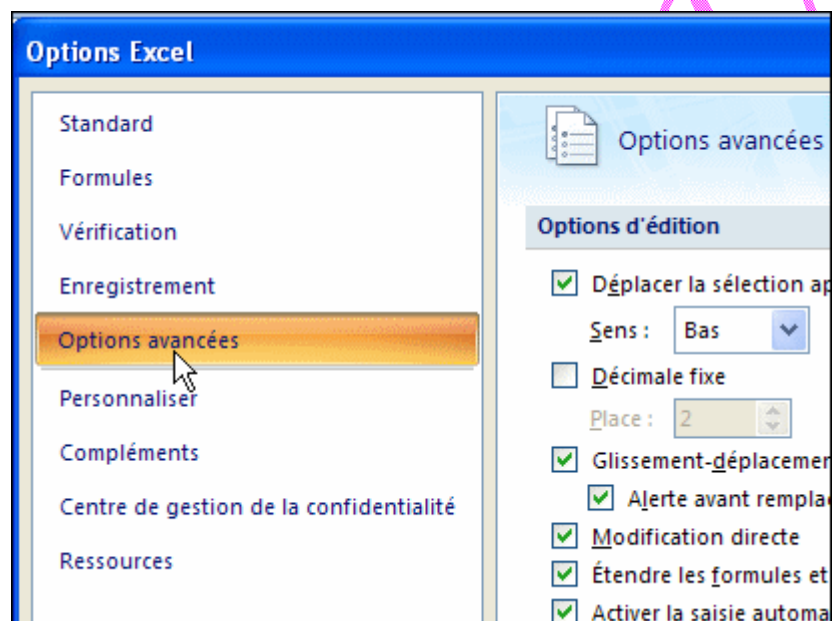 Options Excel
Standard
Formules
Vérification
Enregistrement
Options avancées
Personnaliser
Compléments
Centre de gestion de la confidentialité
Ressources
Options avancées
Options d'édition
Déplacer la sélection ap
Sens : Bas
Décimale fixe
Place : 2
Glissement-déplacemen
Alerte avant rempla
Modification directe
Étendre les formules et
Activer la saisie automa